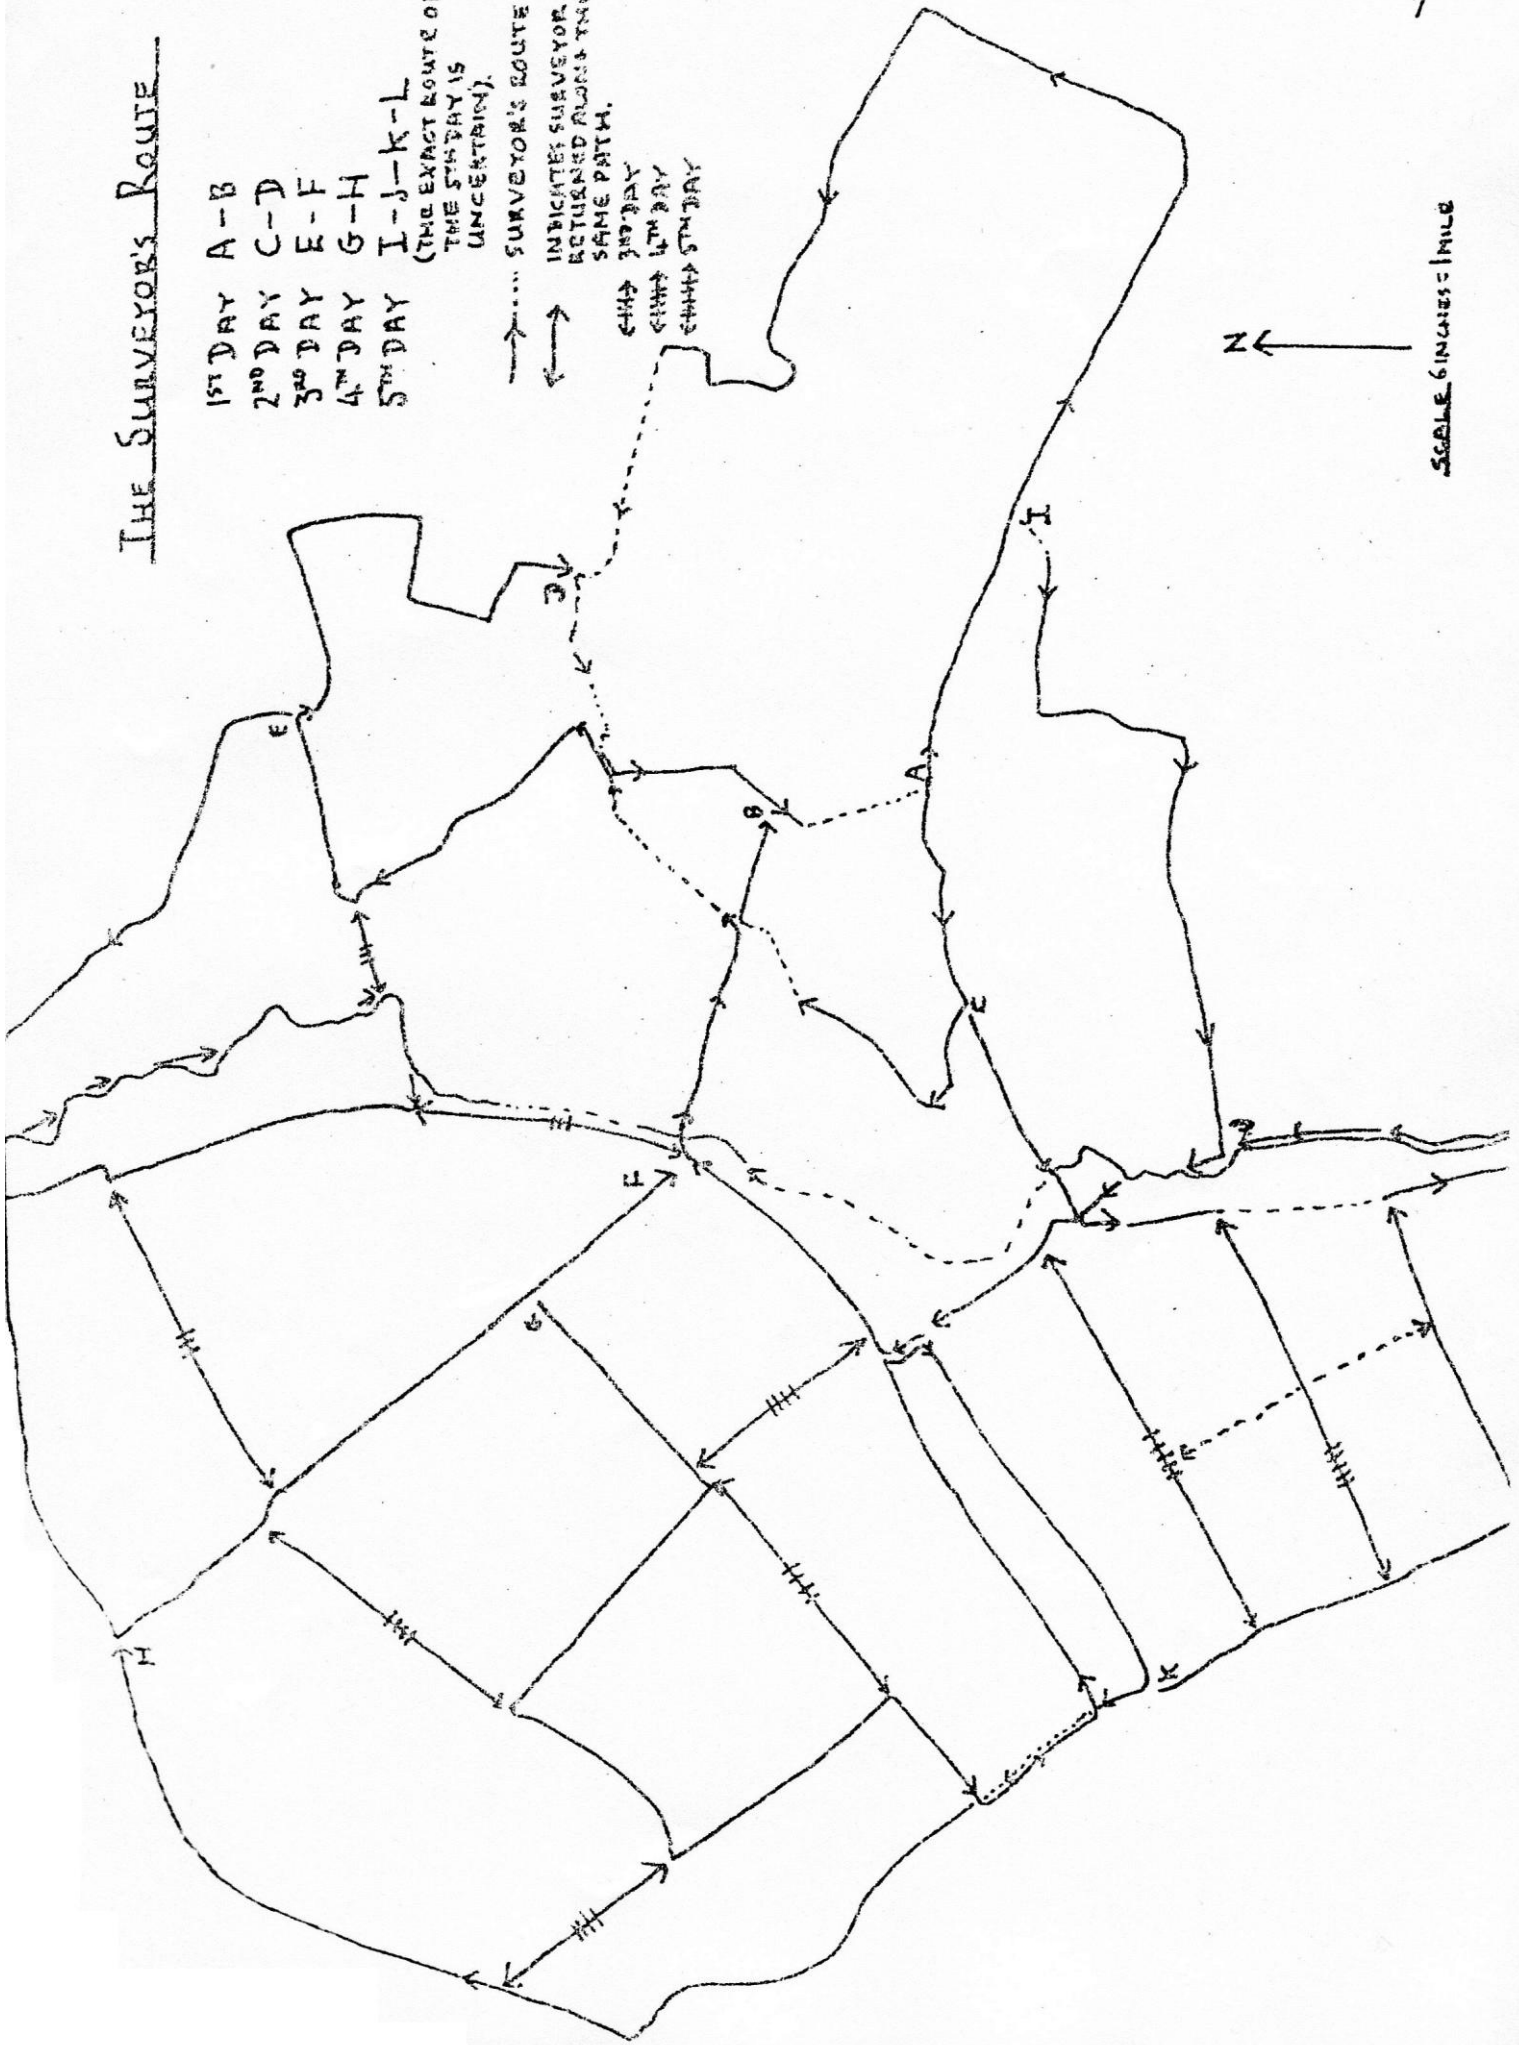 THE SURVEYOR'S ROUTE
1ST DAY A-B
2ND DAY C-D
3RD DAY E-F
4TH DAY G-H
5TH DAY I-J-K-L
(THE EXACT ROUTE O
THE 5TH DAY IS
UNCERTAIN).
SURVEYOR'S ROUTE
INDICATES SURVEYOR
RETURNED ALONG TH
SAME PATH.
3RD DAY
4TH DAY
5TH DAY
E
D
B
A
I
N
F
G
H
K
SCALE 6 INCHES = 1 MILE